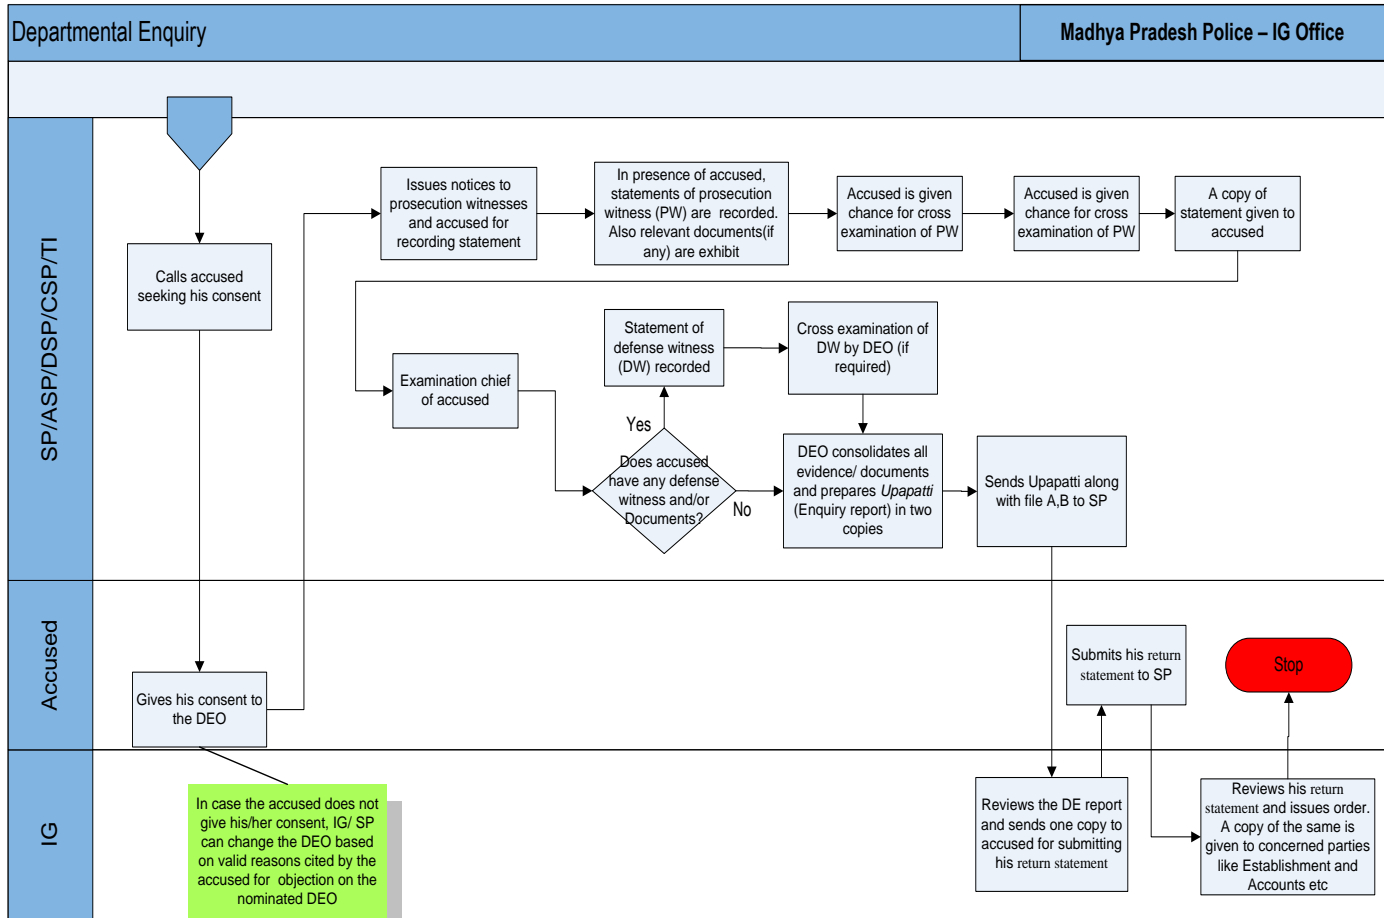 Departmental Enquiry
Madhya Pradesh Police – IG Office
SP/ASP/DSP/CSP/TI
Calls accused
seeking his consent
Issues notices to
prosecution witnesses
and accused for
recording statement
In presence of accused,
statements of prosecution
witness (PW) are recorded.
Also relevant documents(if
any) are exhibit
Accused is given
chance for cross
examination of PW
Accused is given
chance for cross
examination of PW
A copy of
statement given to
accused
Examination chief
of accused
Statement of
defense witness
(DW) recorded
Cross examination of
DW by DEO (if
required)
Yes
Does accused
have any defense
witness and/or
Documents?
No
DEO consolidates all
evidence/ documents
and prepares Upapatti
(Enquiry report) in two
copies
Sends Upapatti along
with file A,B to SP
Accused
Gives his consent to
the DEO
Submits his return
statement to SP
Stop
IG
In case the accused does not
give his/her consent, IG/ SP
can change the DEO based
on valid reasons cited by the
accused for objection on the
nominated DEO
Reviews the DE report
and sends one copy to
accused for submitting
his return statement
Reviews his return
statement and issues order.
A copy of the same is
given to concerned parties
like Establishment and
Accounts etc